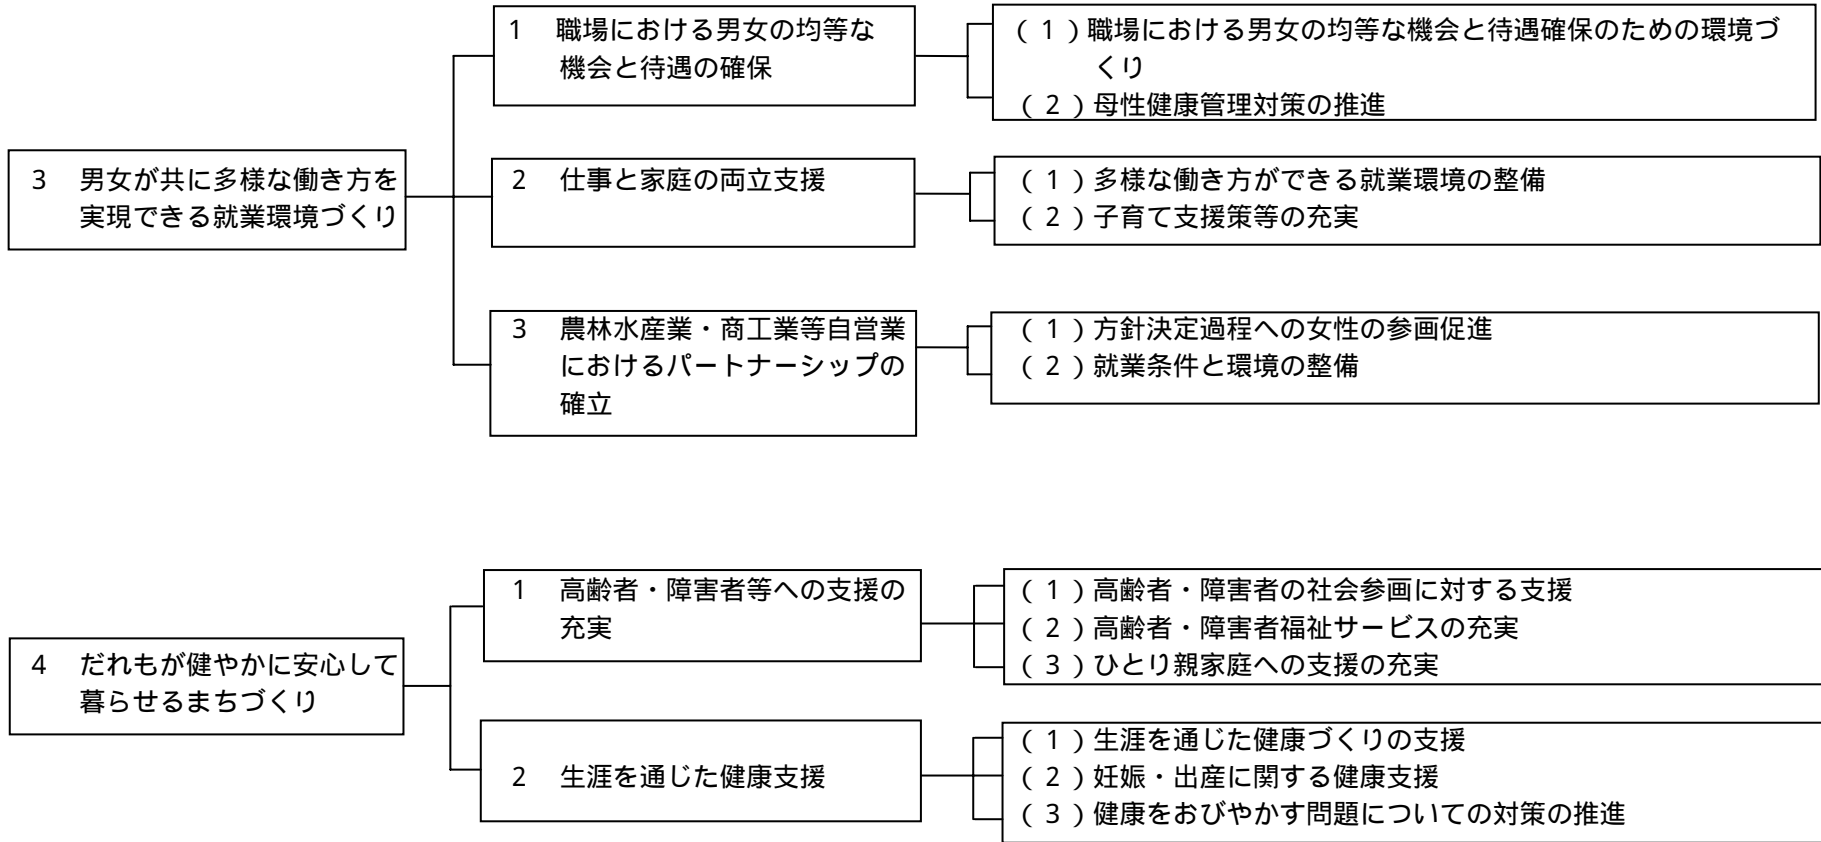 3 男女が共に多様な働き方を
実現できる就業環境づくり
1 職場における男女の均等な
機会と待遇の確保
(1)職場における男女の均等な機会と待遇確保のための環境づ
くり
(2)母性健康管理対策の推進
2 仕事と家庭の両立支援
(1)多様な働き方ができる就業環境の整備
(2)子育て支援策等の充実
3 農林水産業・商工業等自営業
におけるパートナーシップの
確立
(1)方針決定過程への女性の参画促進
(2)就業条件と環境の整備
4 だれもが健やかに安心して
暮らせるまちづくり
1 高齢者・障害者等への支援の
充実
(1)高齢者・障害者の社会参画に対する支援
(2)高齢者・障害者福祉サービスの充実
(3)ひとり親家庭への支援の充実
2 生涯を通じた健康支援
(1)生涯を通じた健康づくりの支援
(2)妊娠・出産に関する健康支援
(3)健康をおびやかす問題についての対策の推進